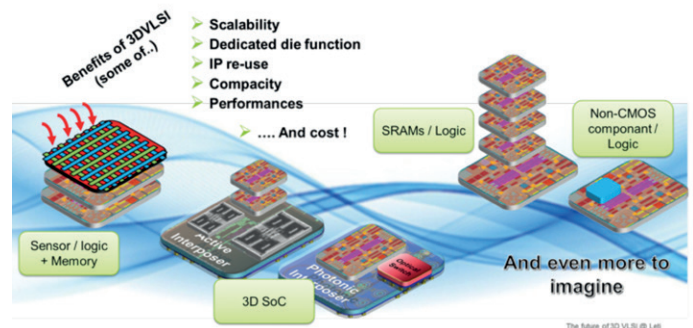 Benefits of 3DVLSI
(some of..)
Scalability
Dedicated die function
IP re-use
Compacity
Performances
.... And cost !
SRAMs / Logic
Non-CMOS
componant /
Logic
Sensor / logic
+ Memory
Active
Interposer
Photonic
Interposer
3D SoC
And even more to
imagine
The future of 3D VLSI @ Leti